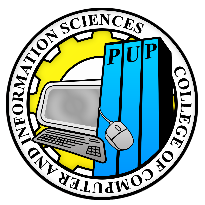 COLLEGE OF COMPUTER AND INFORMATION SCIENCES
PUP